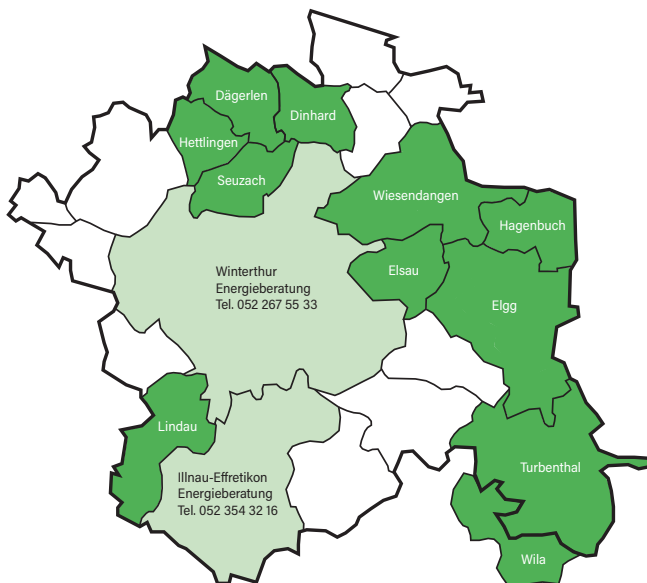 Dägerlen
Dinhard
Hettlingen
Seuzach
Wiesendangen
Hagenbuch
Elsau
Winterthur
Energieberatung
Tel. 052 267 55 33
Elgg
Lindau
Turbenthal
Illnau-Effretikon
Energieberatung
Tel. 052 354 32 16
Wila